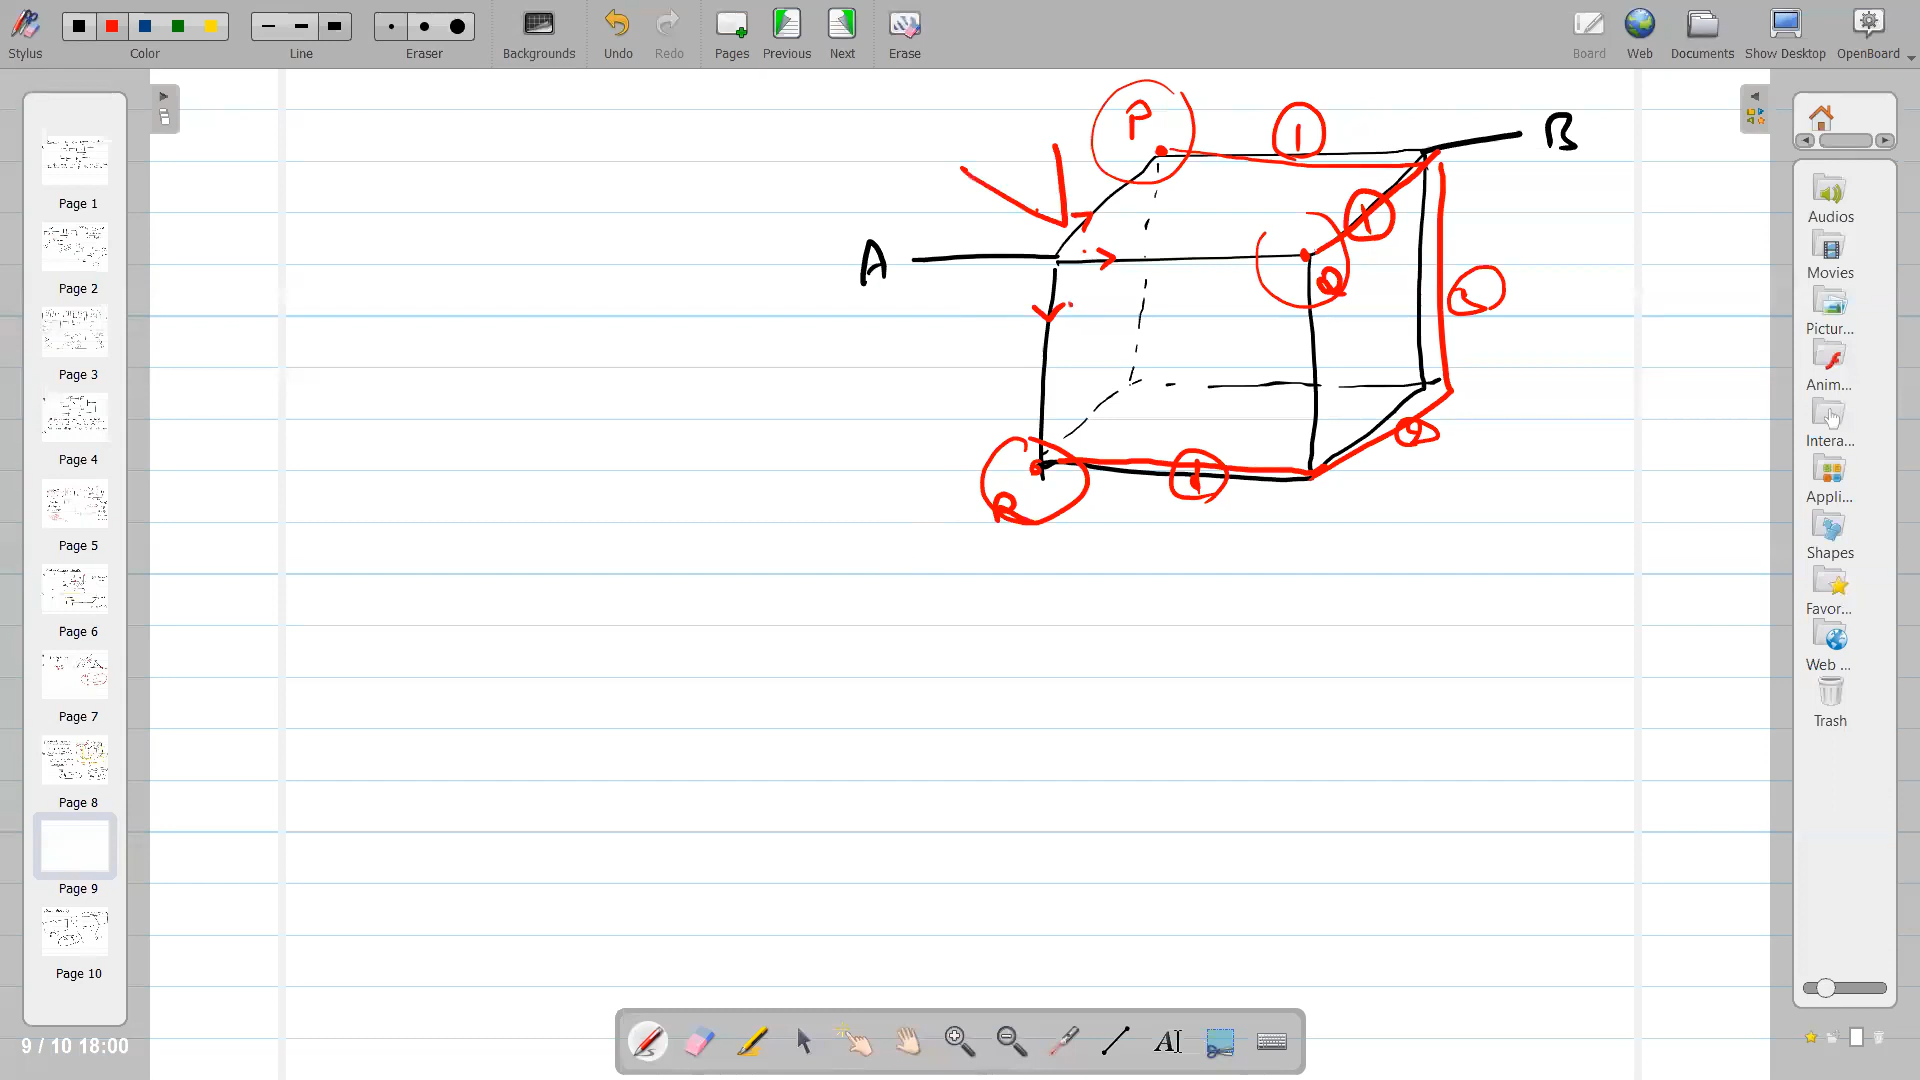 Stylus
Color
Line
Eraser
Backgrounds
Undo
Redo
Pages
Previous
Next
Erase
Board
Web
Documents
Show Desktop
OpenBoard
P
1
B
1
A
Q
2
3
1
R
Page 1
Page 2
Page 3
Page 4
Page 5
Page 6
Page 7
Page 8
Page 9
Page 10
9 / 10 18:00
Audios
Movies
Pictur...
Anim...
Intera...
Appli...
Shapes
Favor...
Web ...
Trash